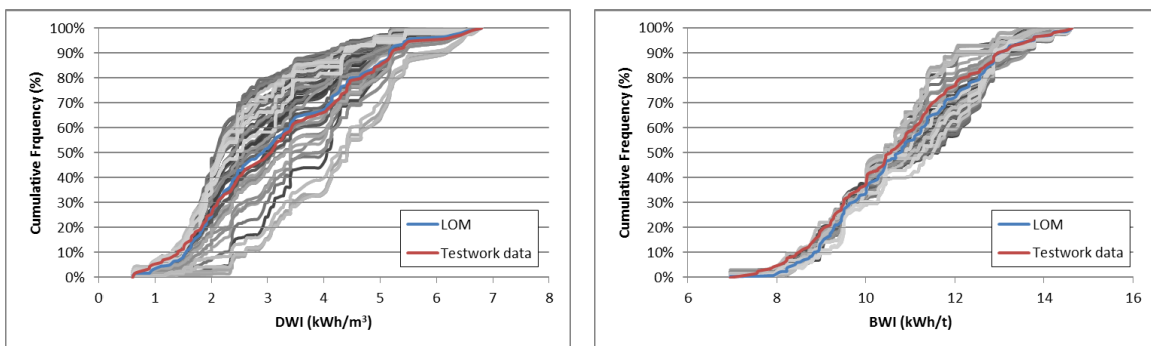 100%
90%
80%
70%
60%
50%
40%
30%
20%
10%
0%
Cumulative Frquency (%)
LOM
Testwork data
0 1 2 3 4 5 6 7 8
DWI (kWh/m³)
100%
90%
80%
70%
60%
50%
40%
30%
20%
10%
0%
Cumulative Frequency (%)
LOM
Testwork data
6 8 10 12 14 16
BWI (kWh/t)